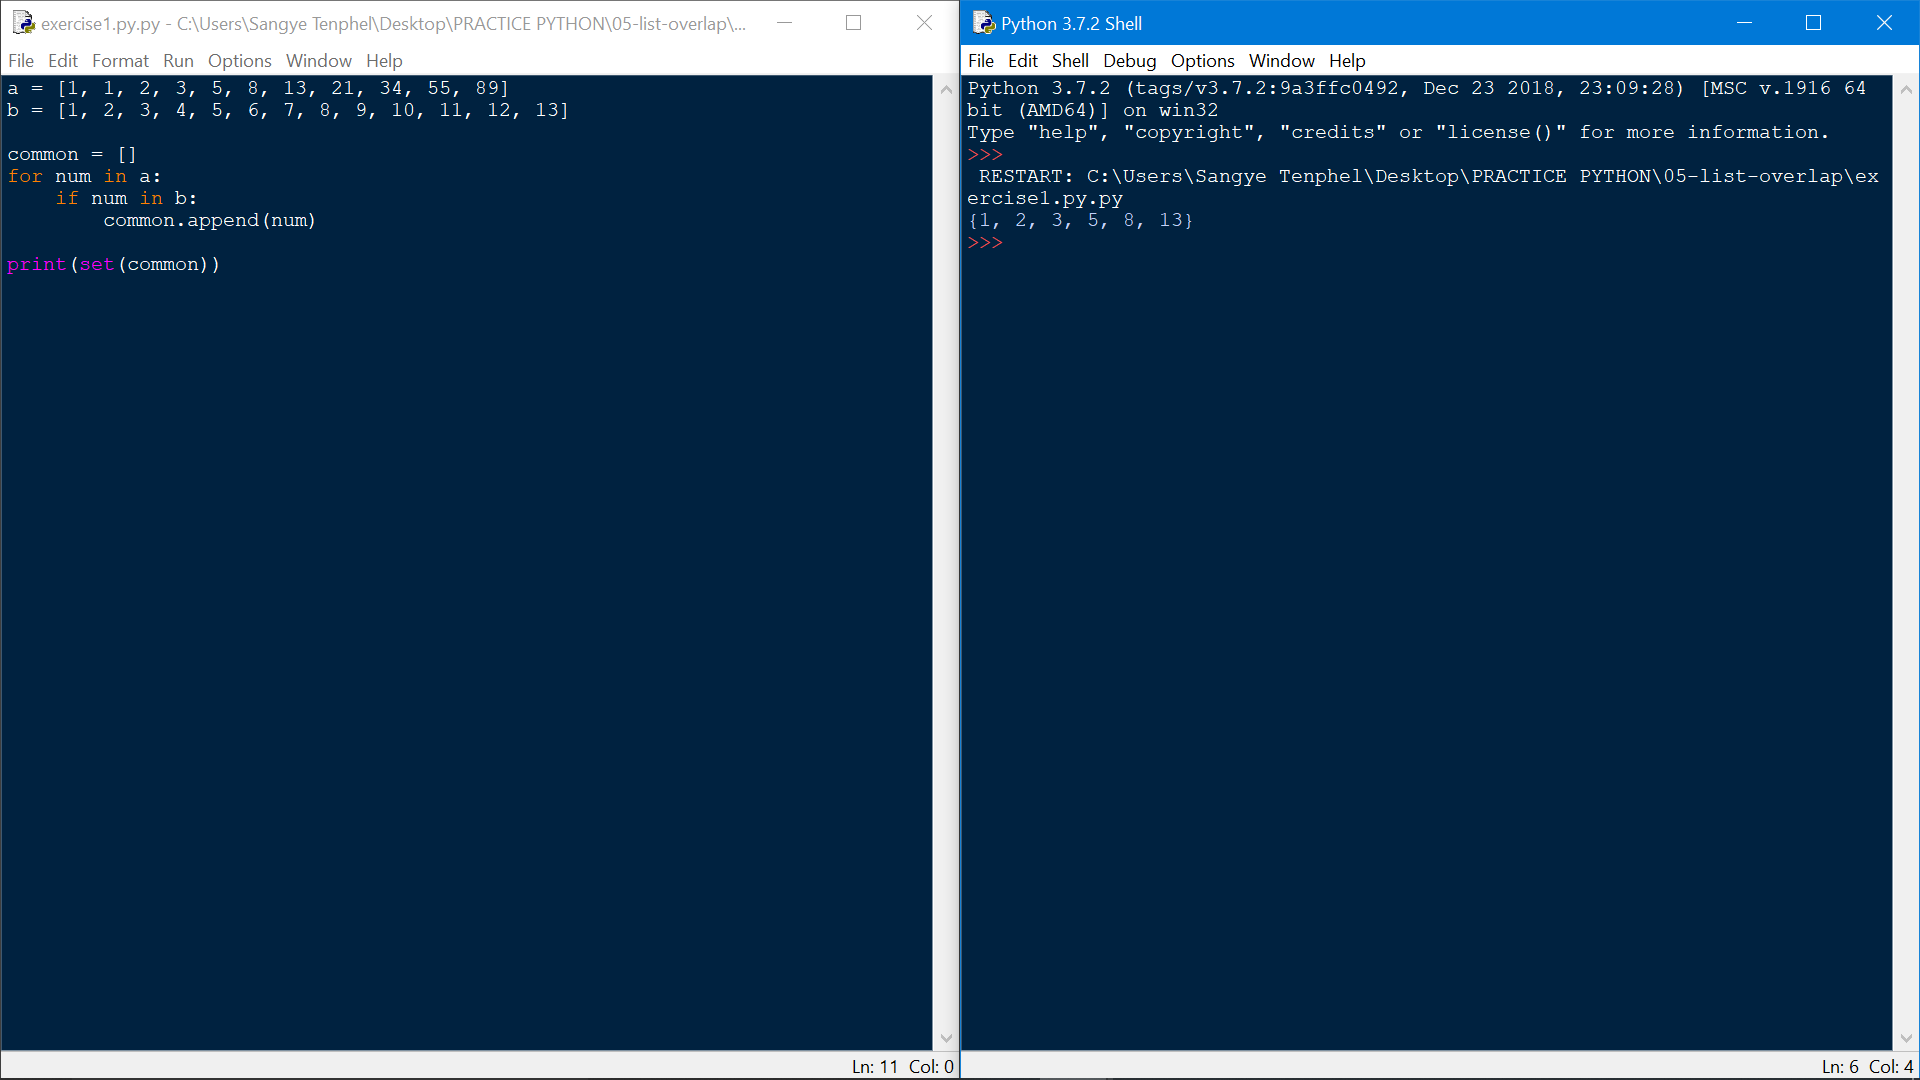 exercise1.py.py - C:\Users\Sangye Tenphel\Desktop\PRACTICE PYTHON\05-list-overlap\...
File Edit Format Run Options Window Help
a = [1, 1, 2, 3, 5, 8, 13, 21, 34, 55, 89]
b = [1, 2, 3, 4, 5, 6, 7, 8, 9, 10, 11, 12, 13]
common = []
for num in a:
    if num in b:
        common.append(num)
print(set(common))
Ln: 11 Col: 0
Python 3.7.2 Shell
File Edit Shell Debug Options Window Help
Python 3.7.2 (tags/v3.7.2:9a3ffc0492, Dec 23 2018, 23:09:28) [MSC v.1916 64
bit (AMD64)] on win32
Type "help", "copyright", "credits" or "license()" for more information.
>>>
 RESTART: C:\Users\Sangye Tenphel\Desktop\PRACTICE PYTHON\05-list-overlap\ex
ercise1.py.py
{1, 2, 3, 5, 8, 13}
>>>
Ln: 6 Col: 4